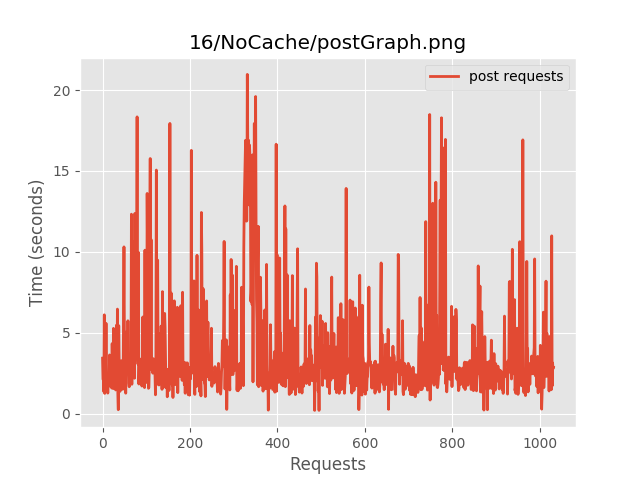 16/NoCache/postGraph.png
post requests
Time (seconds)
20
15
10
5
0
0 200 400 600 800 1000
Requests